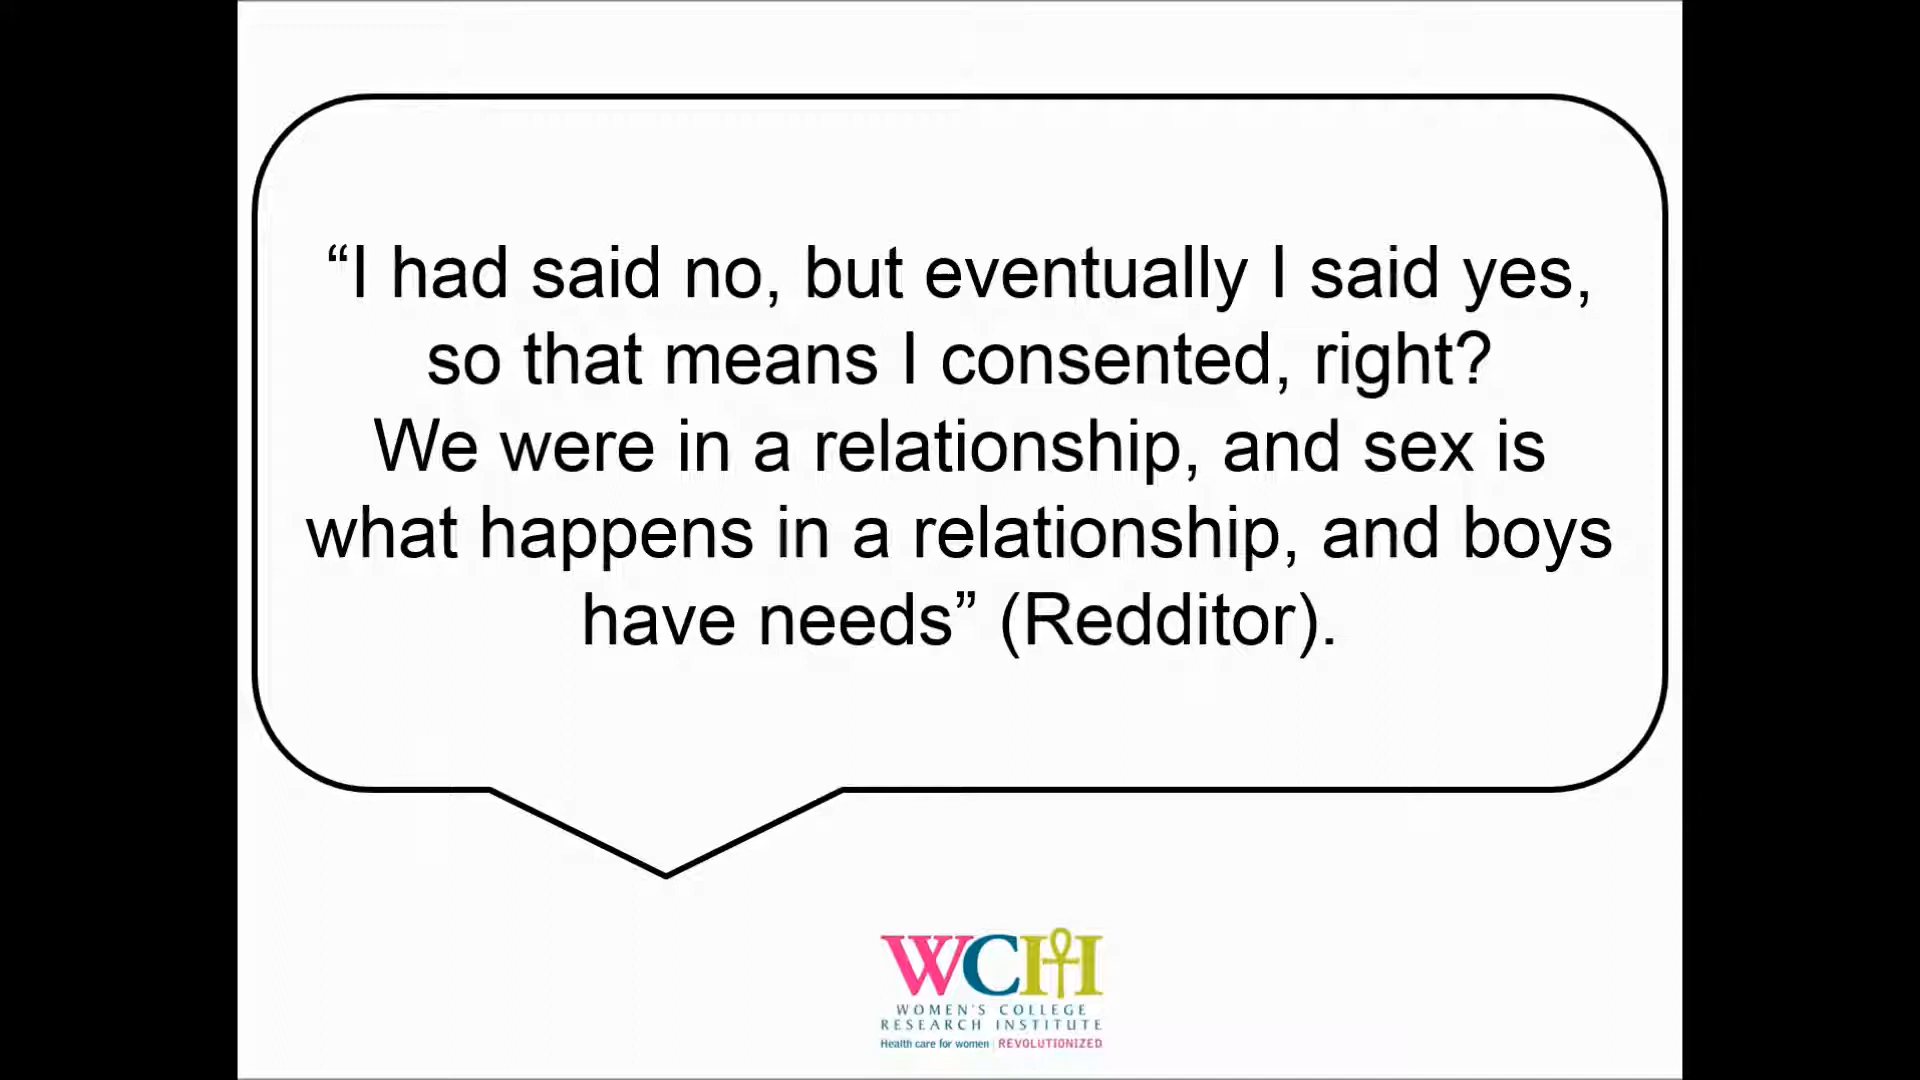 “I had said no, but eventually I said yes,
so that means I consented, right?
We were in a relationship, and sex is
what happens in a relationship, and boys
have needs” (Redditor).
WCH
WOMEN'S COLLEGE
RESEARCH INSTITUTE
Health care for women | REVOLUTIONIZED